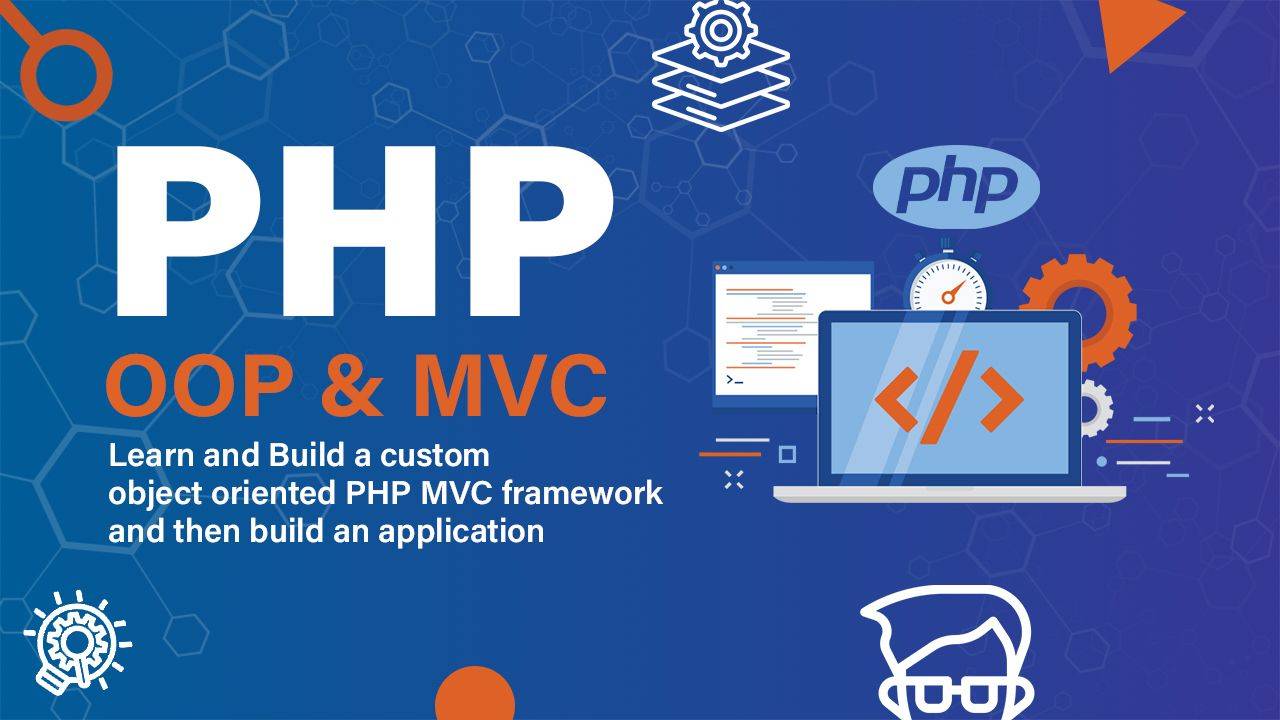 PHP
OOP & MVC
Learn and Build a custom
object oriented PHP MVC framework
and then build an application
php
>_
</>